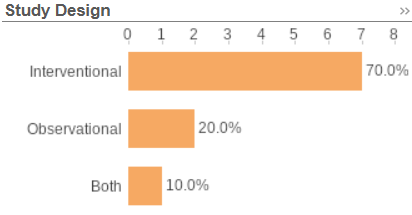 Study Design »
0 1 2 3 4 5 6 7 8
Interventional 70.0%
Observational 20.0%
Both 10.0%